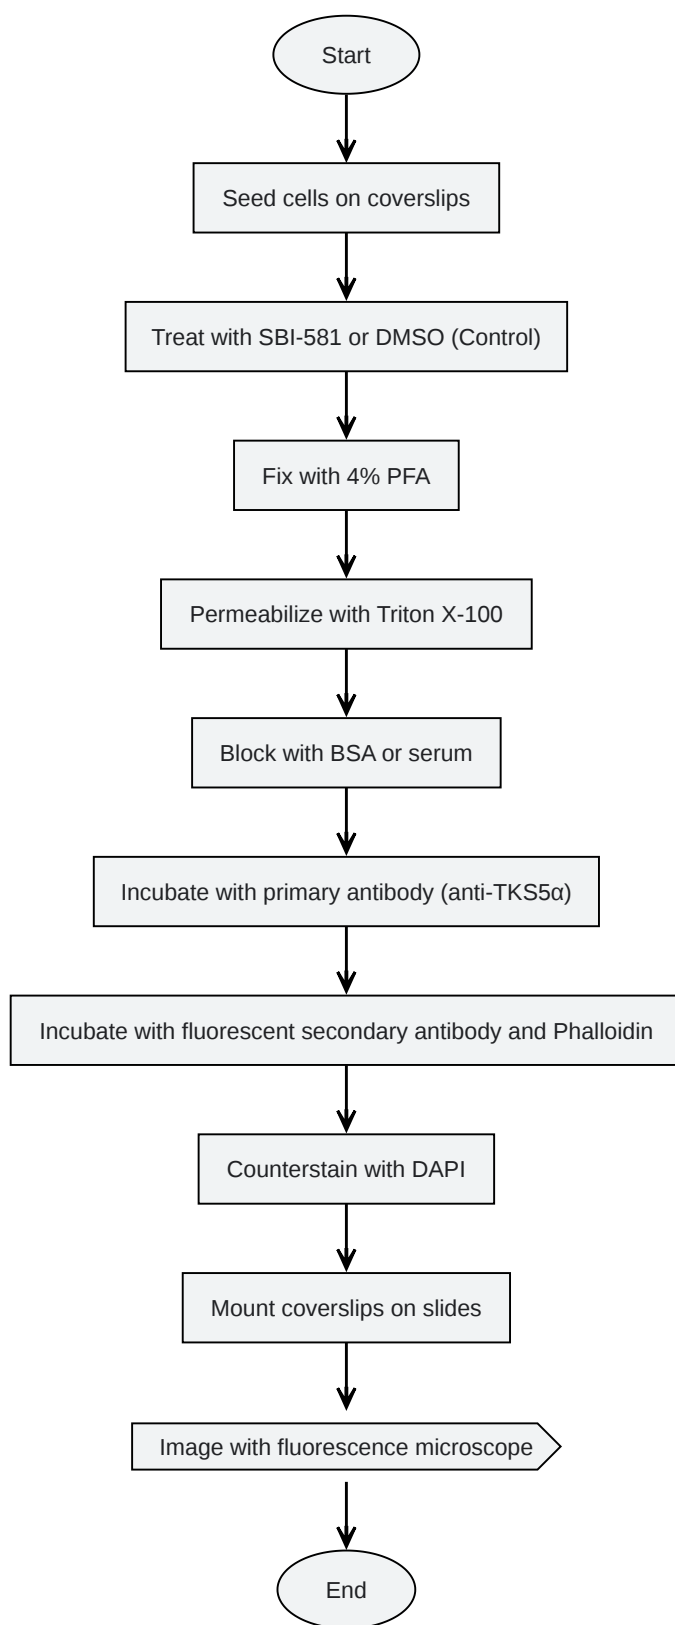 Start
Seed cells on coverslips
Treat with SBI-581 or DMSO (Control)
Fix with 4% PFA
Permeabilize with Triton X-100
Block with BSA or serum
Incubate with primary antibody (anti-TKS5α)
Incubate with fluorescent secondary antibody and Phalloidin
Counterstain with DAPI
Mount coverslips on slides
Image with fluorescence microscope
End